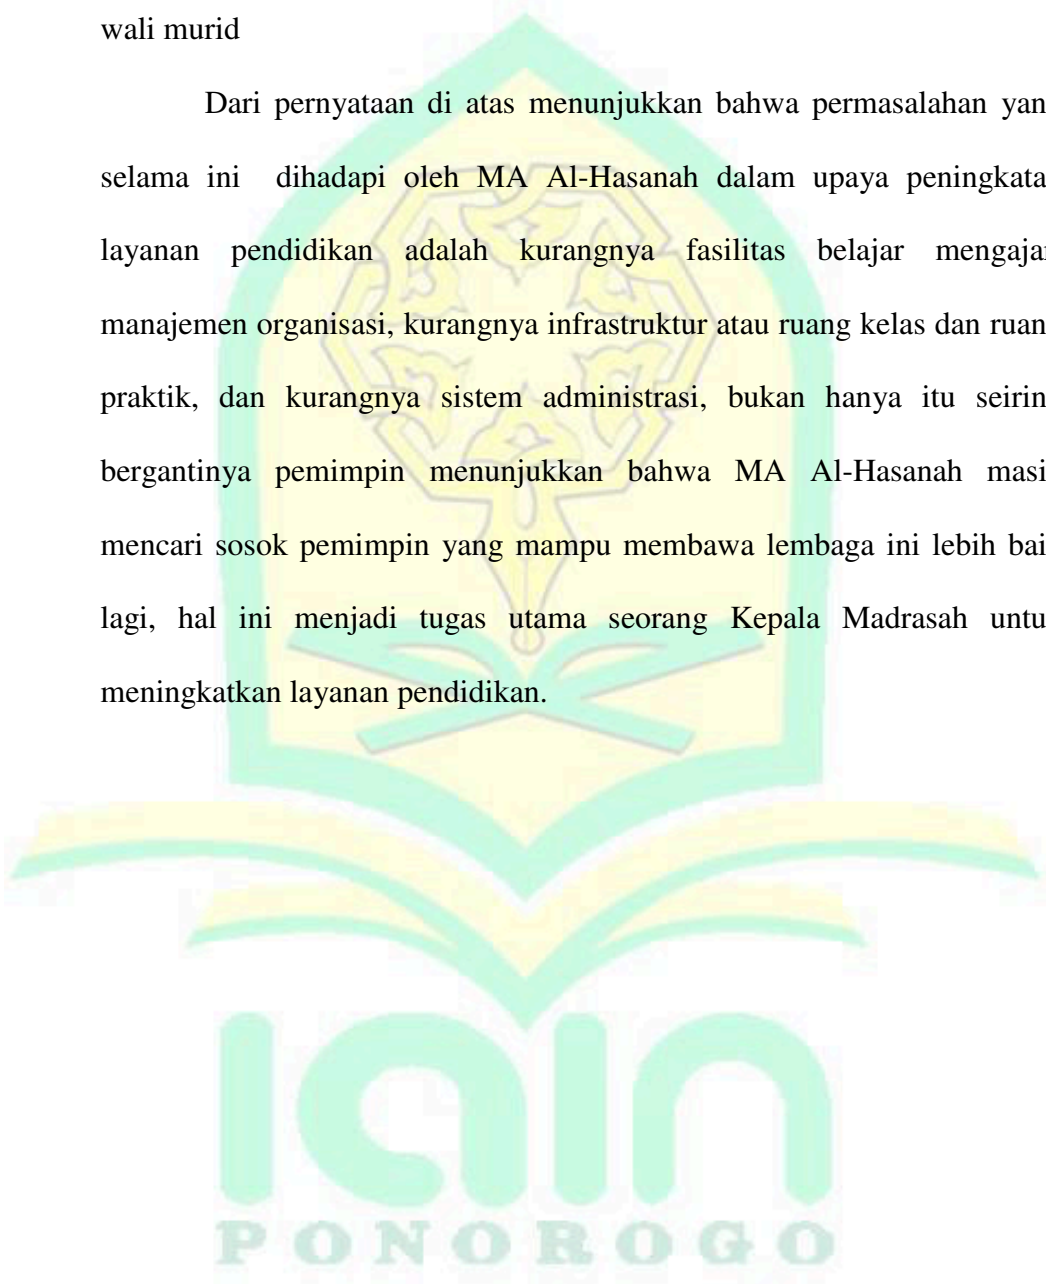 wali murid
Dari pernyataan di atas menunjukkan bahwa permasalahan yan
selama ini dihadapi oleh MA Al-Hasanah dalam upaya peningkata
layanan pendidikan adalah kurangnya fasilitas belajar mengajar
manajemen organisasi, kurangnya infrastruktur atau ruang kelas dan ruan
praktik, dan kurangnya sistem administrasi, bukan hanya itu seirin
bergantinya pemimpin menunjukkan bahwa MA Al-Hasanah masi
mencari sosok pemimpin yang mampu membawa lembaga ini lebih bai
lagi, hal ini menjadi tugas utama seorang Kepala Madrasah untu
meningkatkan layanan pendidikan.
iain
PONOROGO